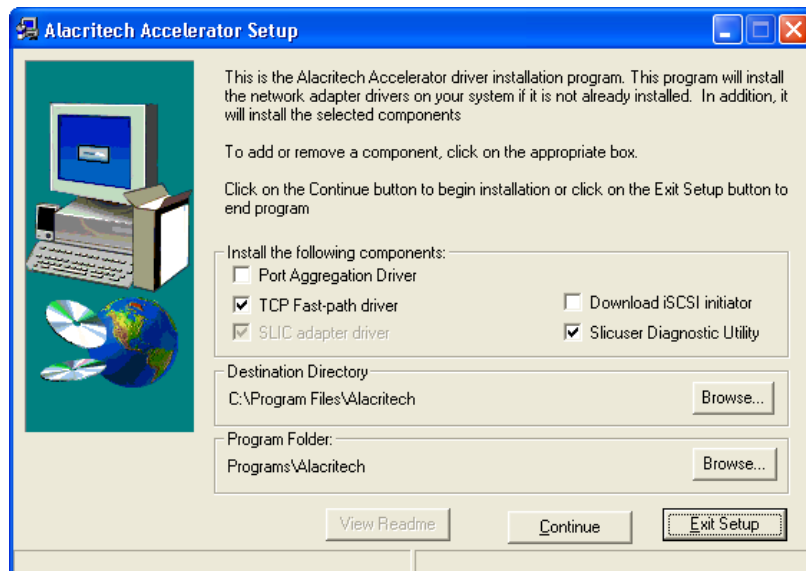 Alacritech Accelerator Setup
This is the Alacritech Accelerator driver installation program. This program will install
the network adapter drivers on your system if it is not already installed. In addition, it
will install the selected components
To add or remove a component, click on the appropriate box.
Click on the Continue button to begin installation or click on the Exit Setup button to
end program
Install the following components:
Port Aggregation Driver
TCP Fast-path driver
Download iSCSI initiator
SLIC adapter driver
Slicuser Diagnostic Utility
Destination Directory
C:\Program Files\Alacritech
Browse...
Program Folder:
Programs\Alacritech
Browse...
View Readme
Continue
Exit Setup